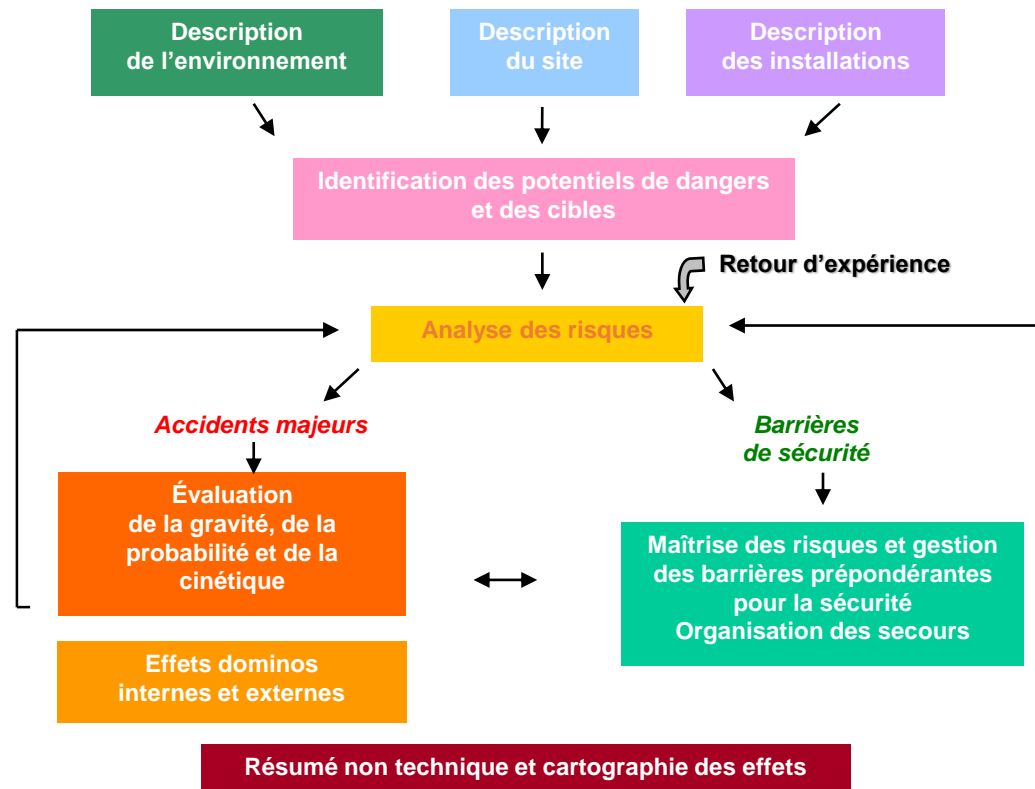 Description
de l’environnement
Description
du site
Description
des installations
Identification des potentiels de dangers
et des cibles
Retour d’expérience
Analyse des risques
Accidents majeurs
Barrières
de sécurité
Évaluation
de la gravité, de la
probabilité et de la
cinétique
Maîtrise des risques et gestion
des barrières prépondérantes
pour la sécurité
Organisation des secours
Effets dominos
internes et externes
Résumé non technique et cartographie des effets